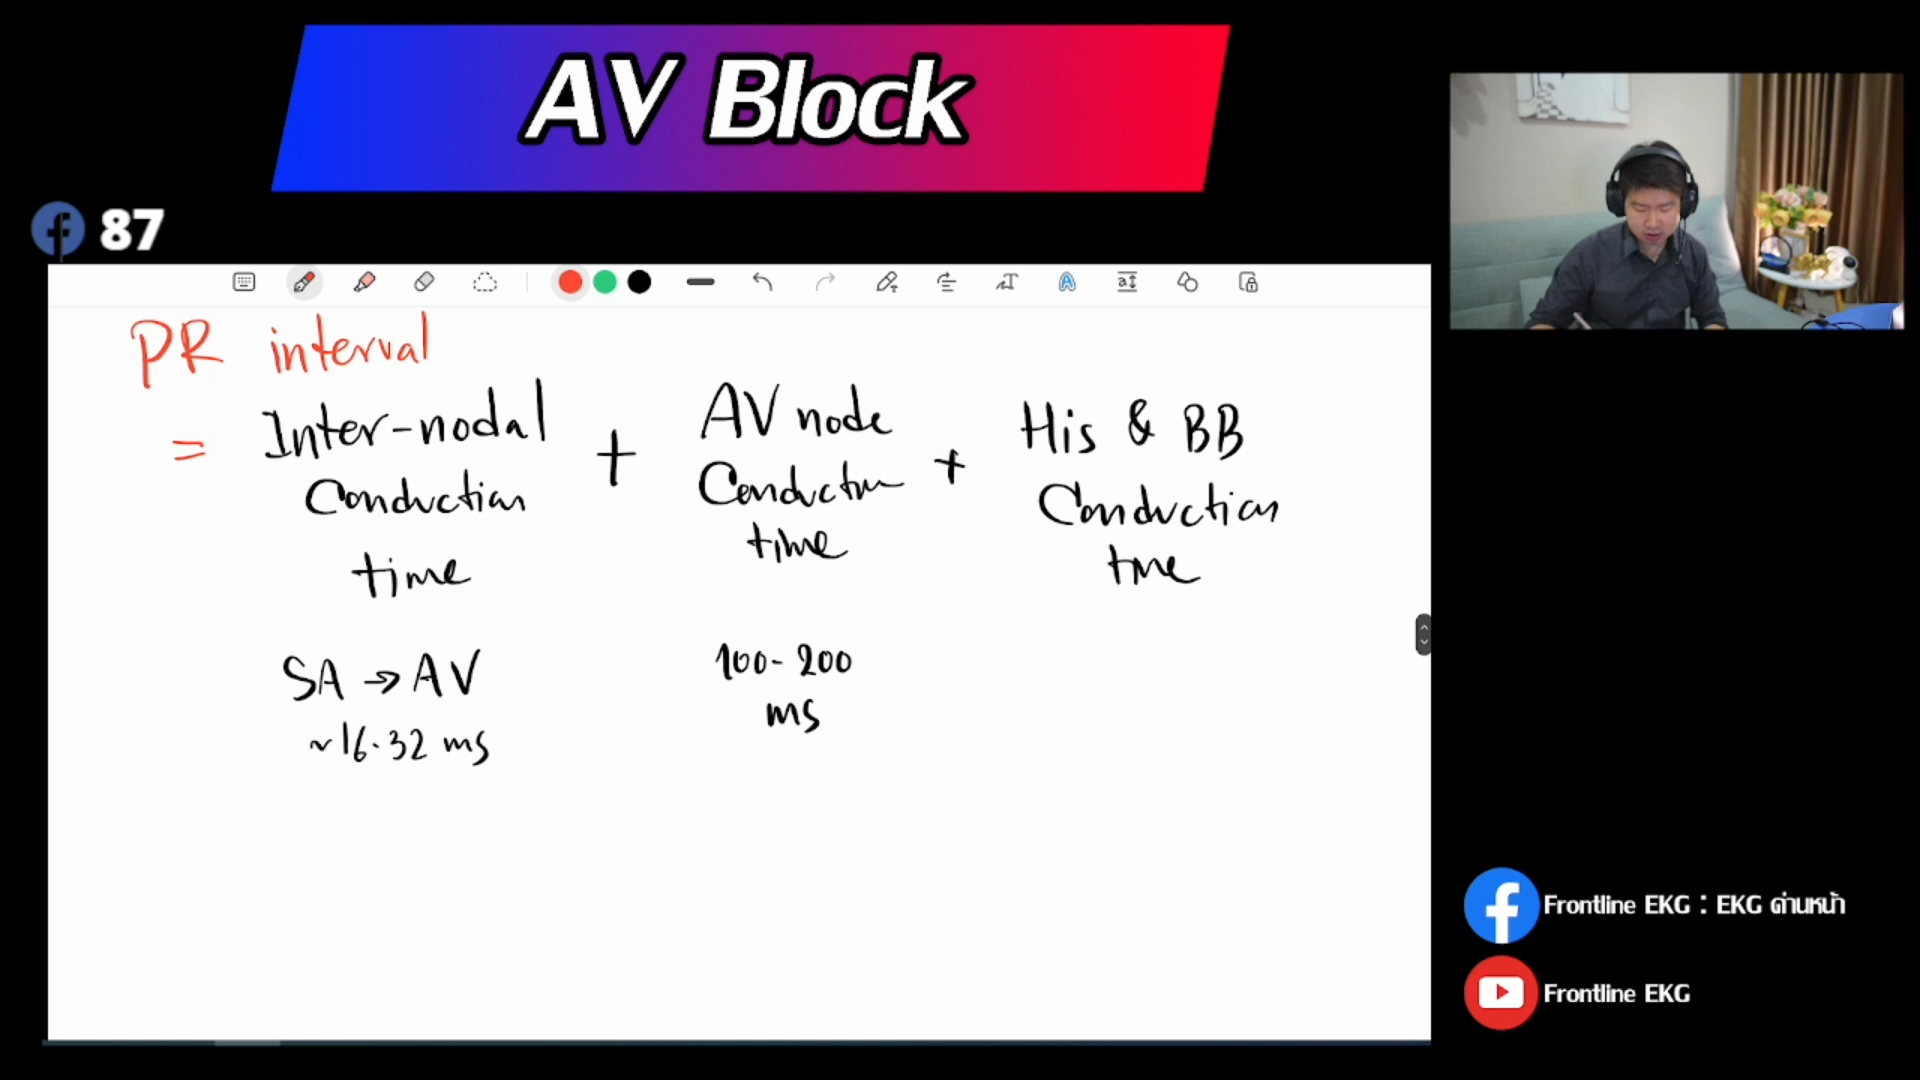 AV Block
87
PR interval
= Inter-nodal Conduction time + AV node Conduction time + His & BB Conduction time
SA → AV
~16-32 ms
100-200
ms
Frontline EKG : EKG ด่านหน้า
Frontline EKG